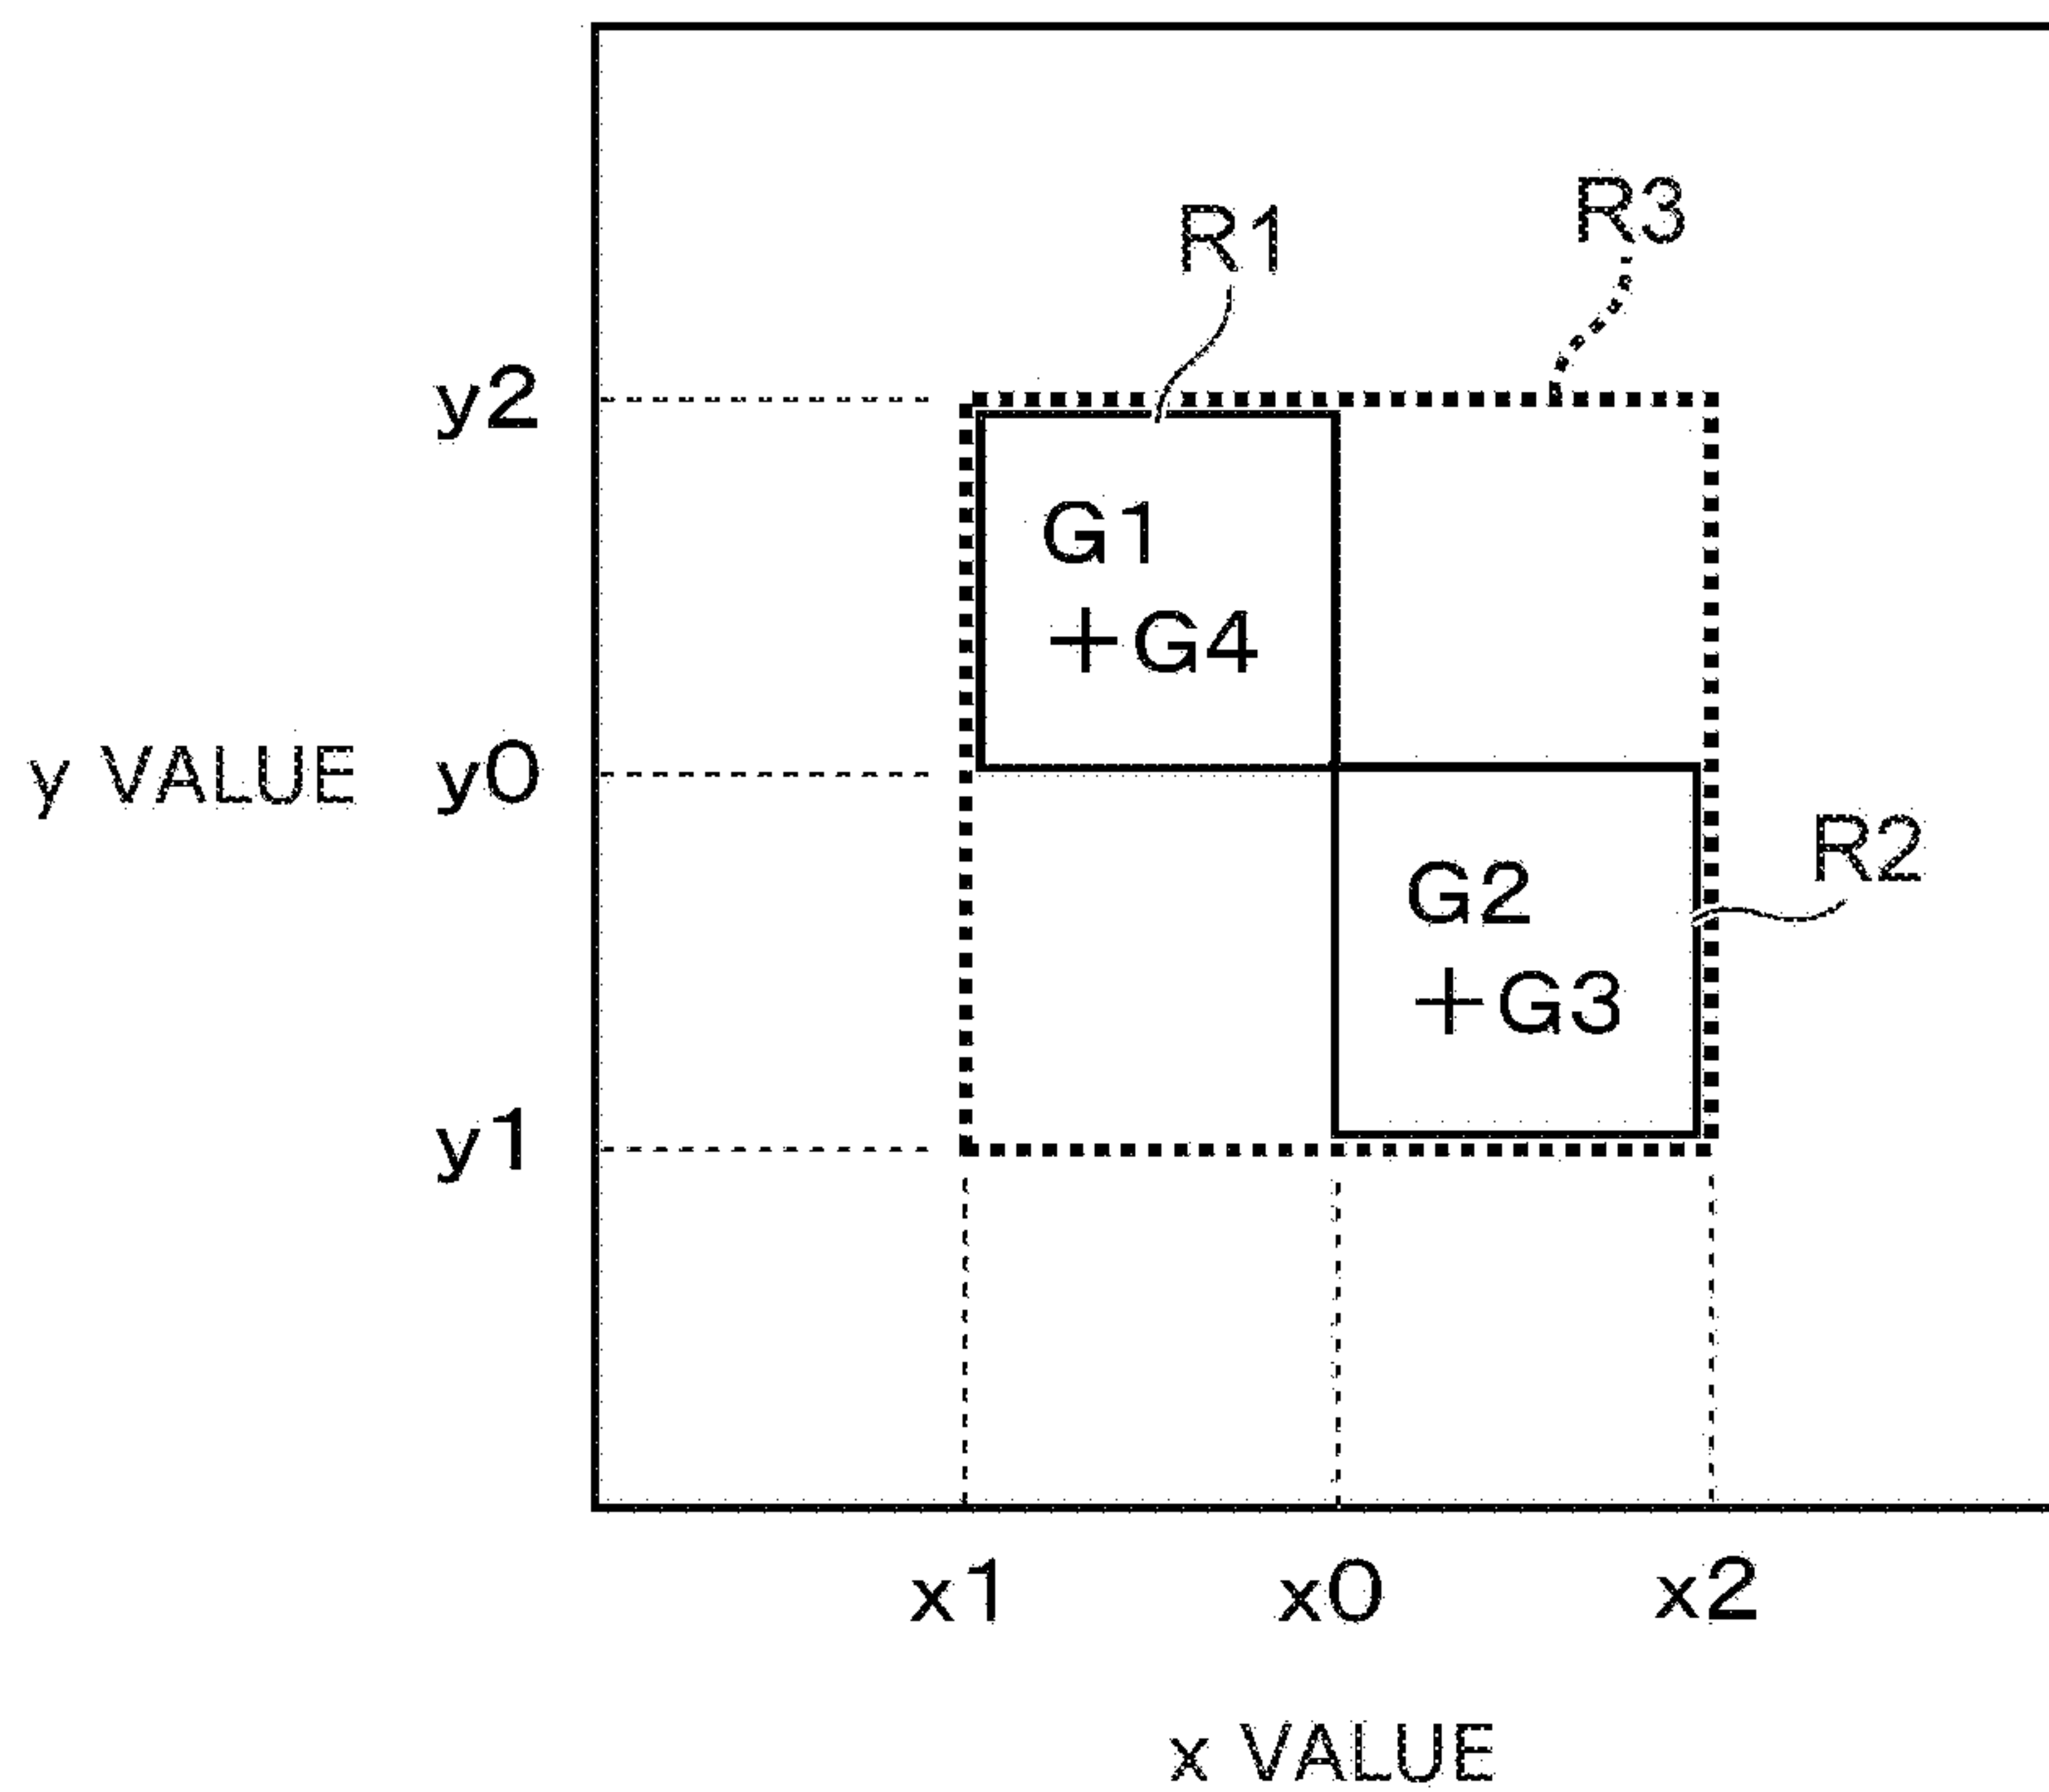 R3
R1
y2
G1
+G4
y VALUE y0
R2
G2
+G3
y1
x1 x0 x2
x VALUE